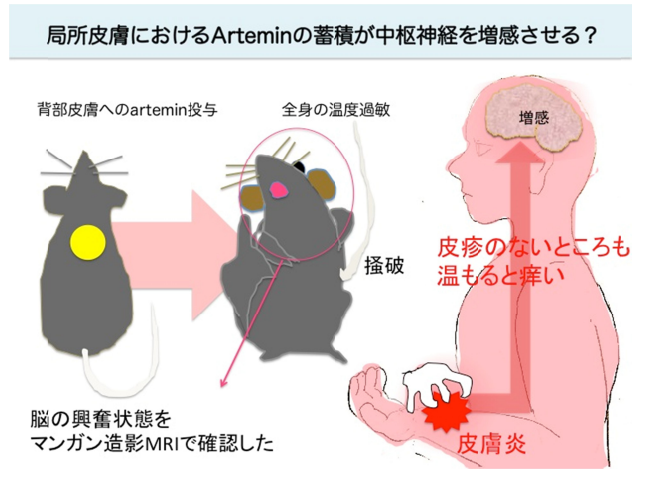 局所皮膚におけるArteminの蓄積が中枢神経を増感させる？
背部皮膚へのartemin投与
全身の温度過敏
増感
皮疹のないところも
温もると痒い
掻破
脳の興奮状態を
マンガン造影MRIで確認した
皮膚炎